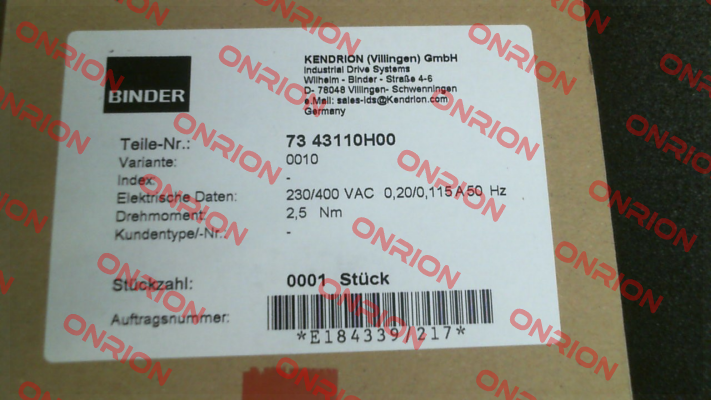 BINDER
KENDRION (Villingen) GmbH
Industrial Drive Systems
Wilhelm - Binder - Straße 4-6
D- 78048 Villingen- Schwenningen
e.Mail: sales-ids@Kendrion.com
Germany
Teile-Nr.: 73 43110H00
Variante: 0010
Index: -
Elektrische Daten: 230/400 VAC 0,20/0,115 A 50 Hz
Drehmoment: 2,5 Nm
Kundentype/-Nr.: -
Stückzahl: 0001 Stück
Auftragsnummer:
*E184339/217*
ONRION